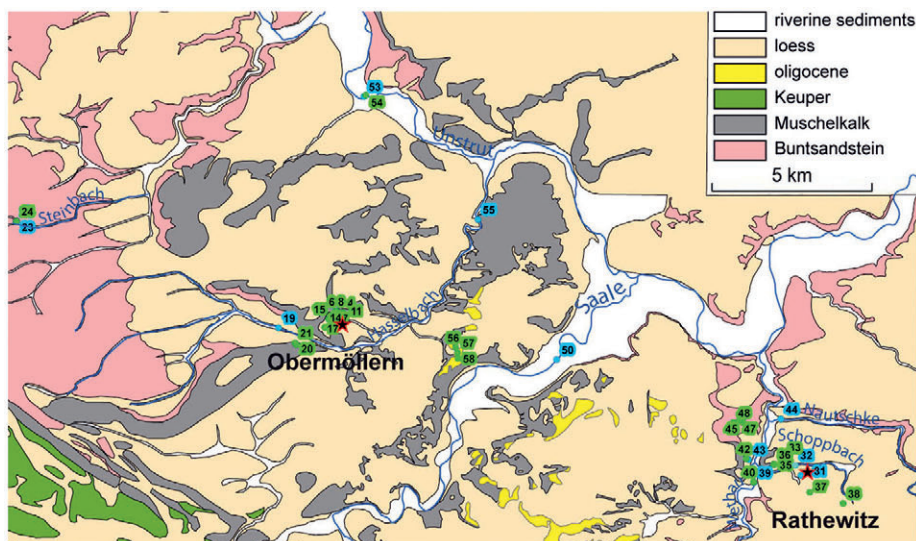 riverine sediments
loess
oligocene
Keuper
Muschelkalk
Buntsandstein
5 km
53
54
Unstrut
24
Steinbach
23
55
15 6 8
11
14
17
19
21
20
Hasselbach
Obermöllern
Saale
56 57
58
50
48
45 47
44
Nautschke
Schoppbach
42 43
33
36 32
35
40 39
31
37
38
Rathewitz